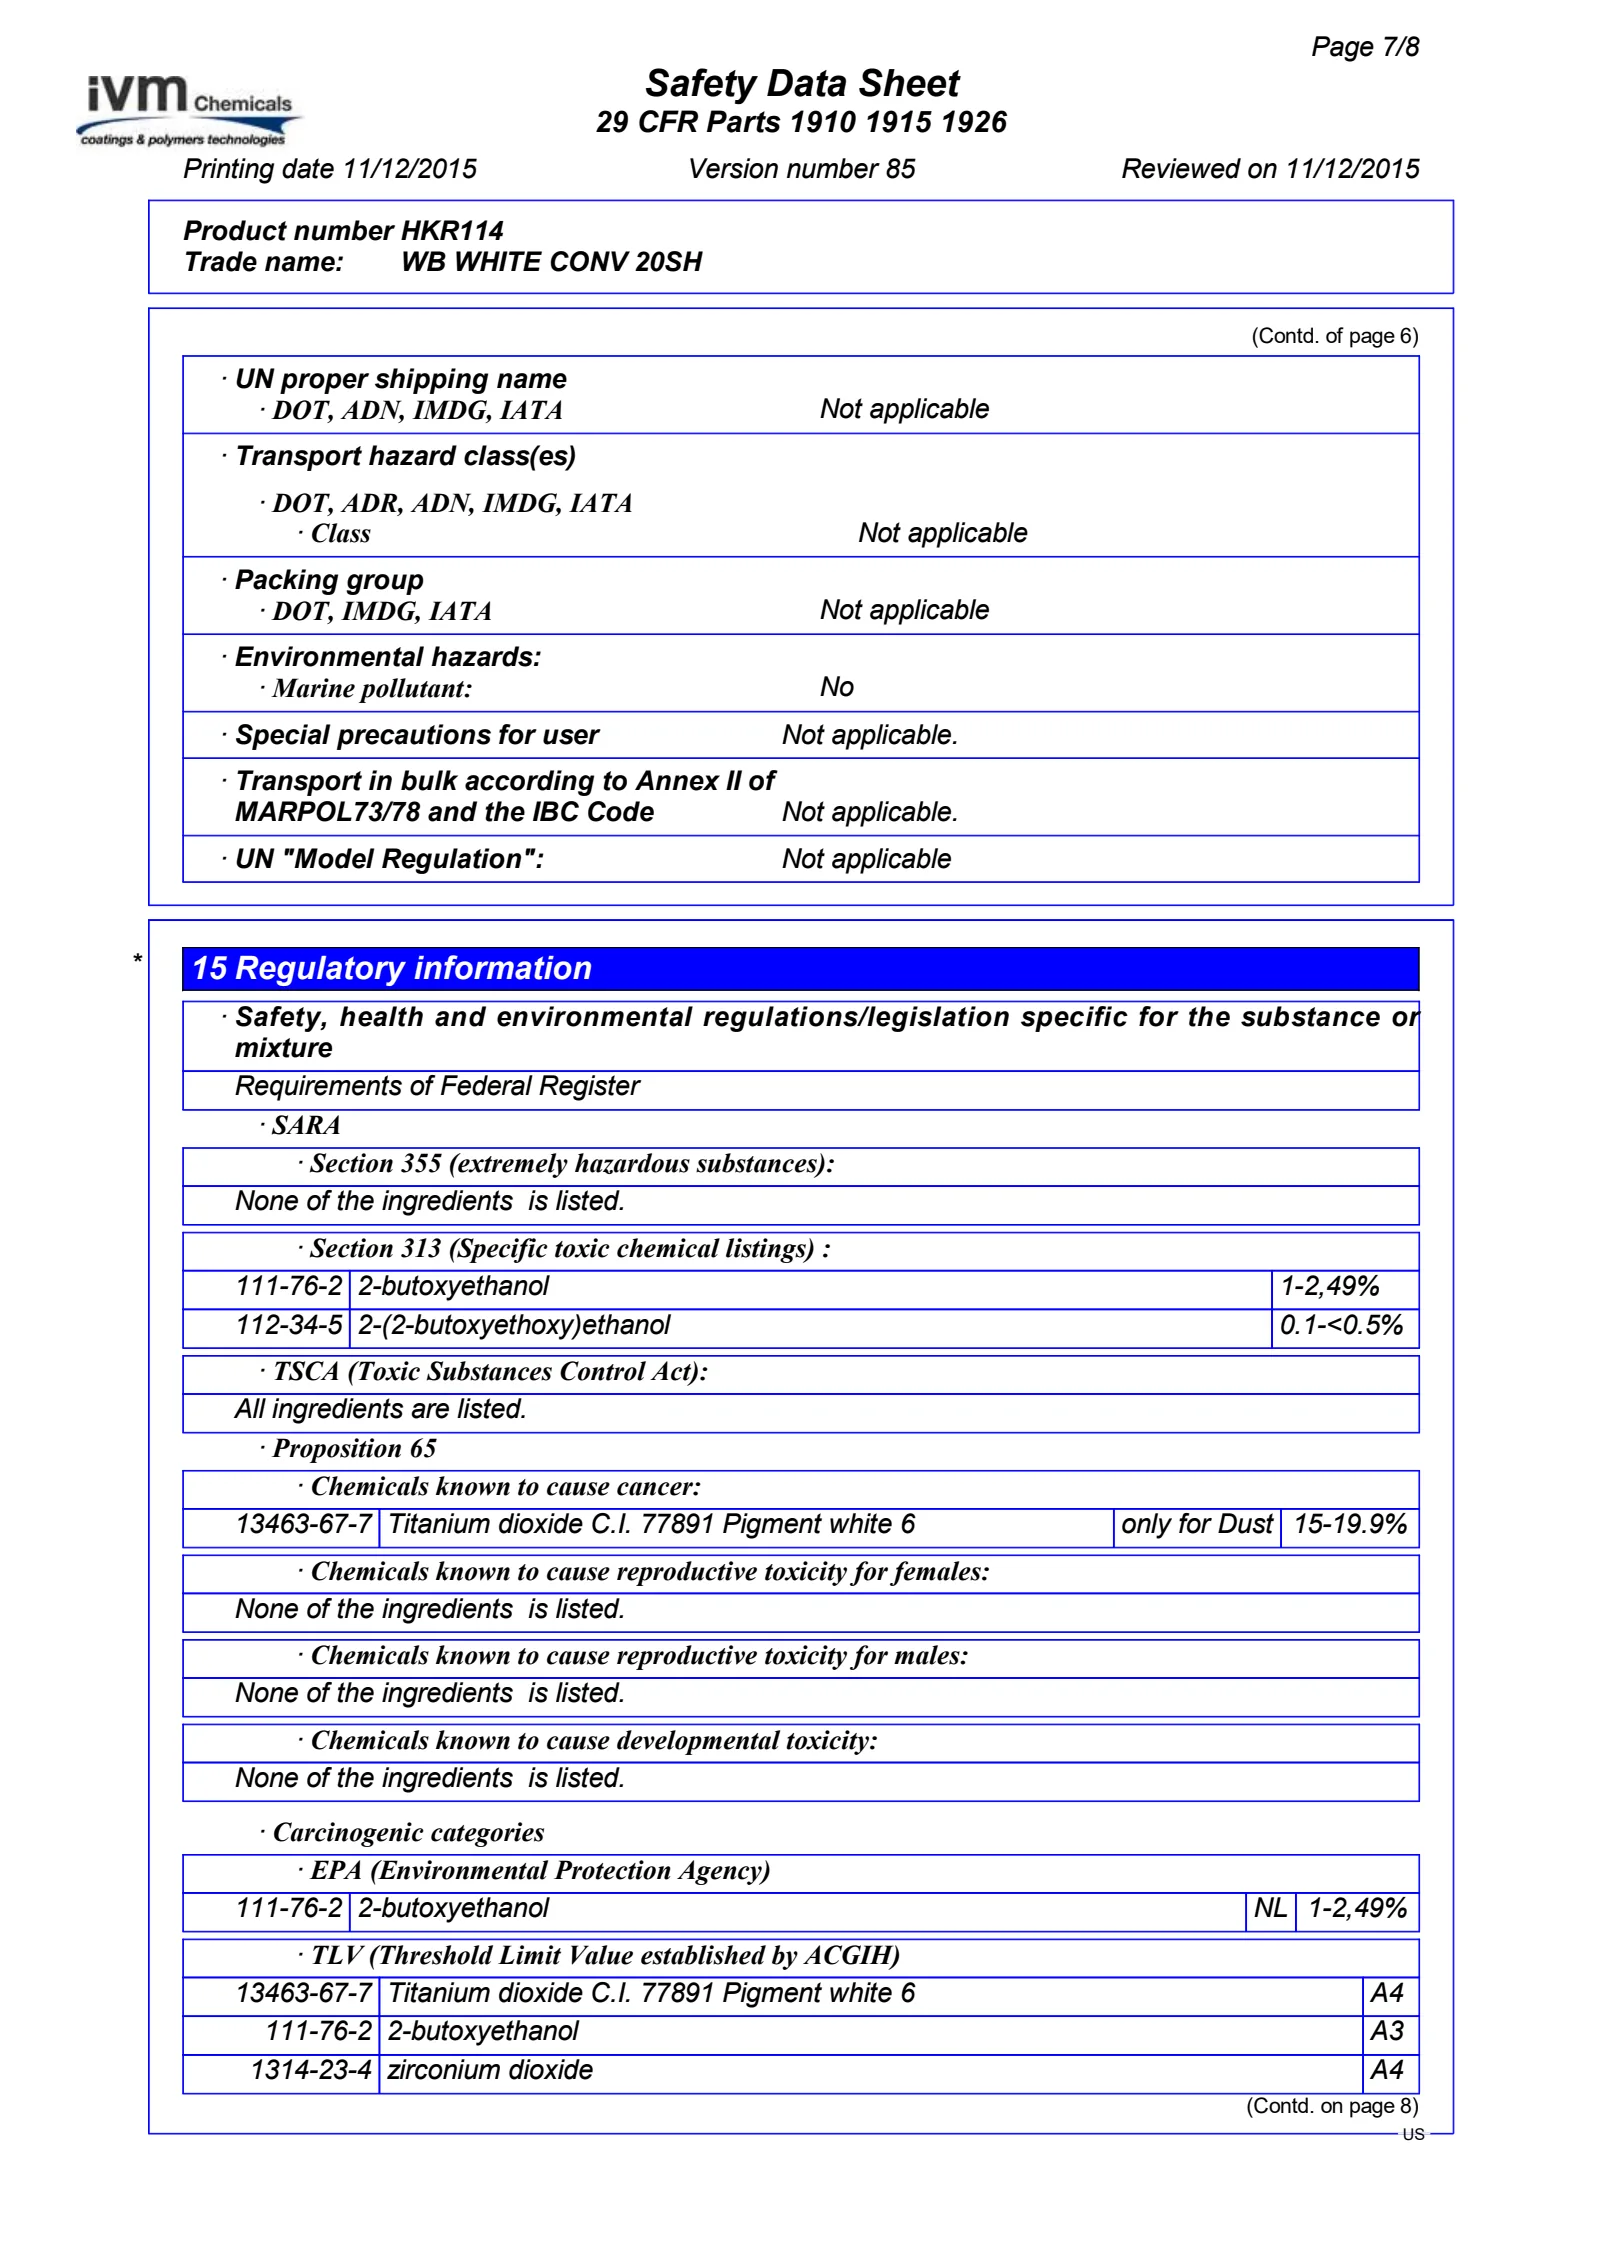 Page 7/8
ivm Chemicals
coatings & polymers technologies
Safety Data Sheet
29 CFR Parts 1910 1915 1926
Printing date 11/12/2015 Version number 85 Reviewed on 11/12/2015
Product number HKR114
Trade name: WB WHITE CONV 20SH
(Contd. of page 6)
· UN proper shipping name
· DOT, ADN, IMDG, IATA Not applicable
· Transport hazard class(es)
· DOT, ADR, ADN, IMDG, IATA
· Class Not applicable
· Packing group
· DOT, IMDG, IATA Not applicable
· Environmental hazards:
· Marine pollutant: No
· Special precautions for user Not applicable.
· Transport in bulk according to Annex II of
MARPOL73/78 and the IBC Code Not applicable.
· UN "Model Regulation": Not applicable
* 15 Regulatory information
· Safety, health and environmental regulations/legislation specific for the substance or
mixture
Requirements of Federal Register
· SARA
· Section 355 (extremely hazardous substances):
None of the ingredients is listed.
· Section 313 (Specific toxic chemical listings) :
111-76-2 2-butoxyethanol 1-2,49%
112-34-5 2-(2-butoxyethoxy)ethanol 0.1-<0.5%
· TSCA (Toxic Substances Control Act):
All ingredients are listed.
· Proposition 65
· Chemicals known to cause cancer:
13463-67-7 Titanium dioxide C.I. 77891 Pigment white 6 only for Dust 15-19.9%
· Chemicals known to cause reproductive toxicity for females:
None of the ingredients is listed.
· Chemicals known to cause reproductive toxicity for males:
None of the ingredients is listed.
· Chemicals known to cause developmental toxicity:
None of the ingredients is listed.
· Carcinogenic categories
· EPA (Environmental Protection Agency)
111-76-2 2-butoxyethanol NL 1-2,49%
· TLV (Threshold Limit Value established by ACGIH)
13463-67-7 Titanium dioxide C.I. 77891 Pigment white 6 A4
111-76-2 2-butoxyethanol A3
1314-23-4 zirconium dioxide A4
(Contd. on page 8)
US